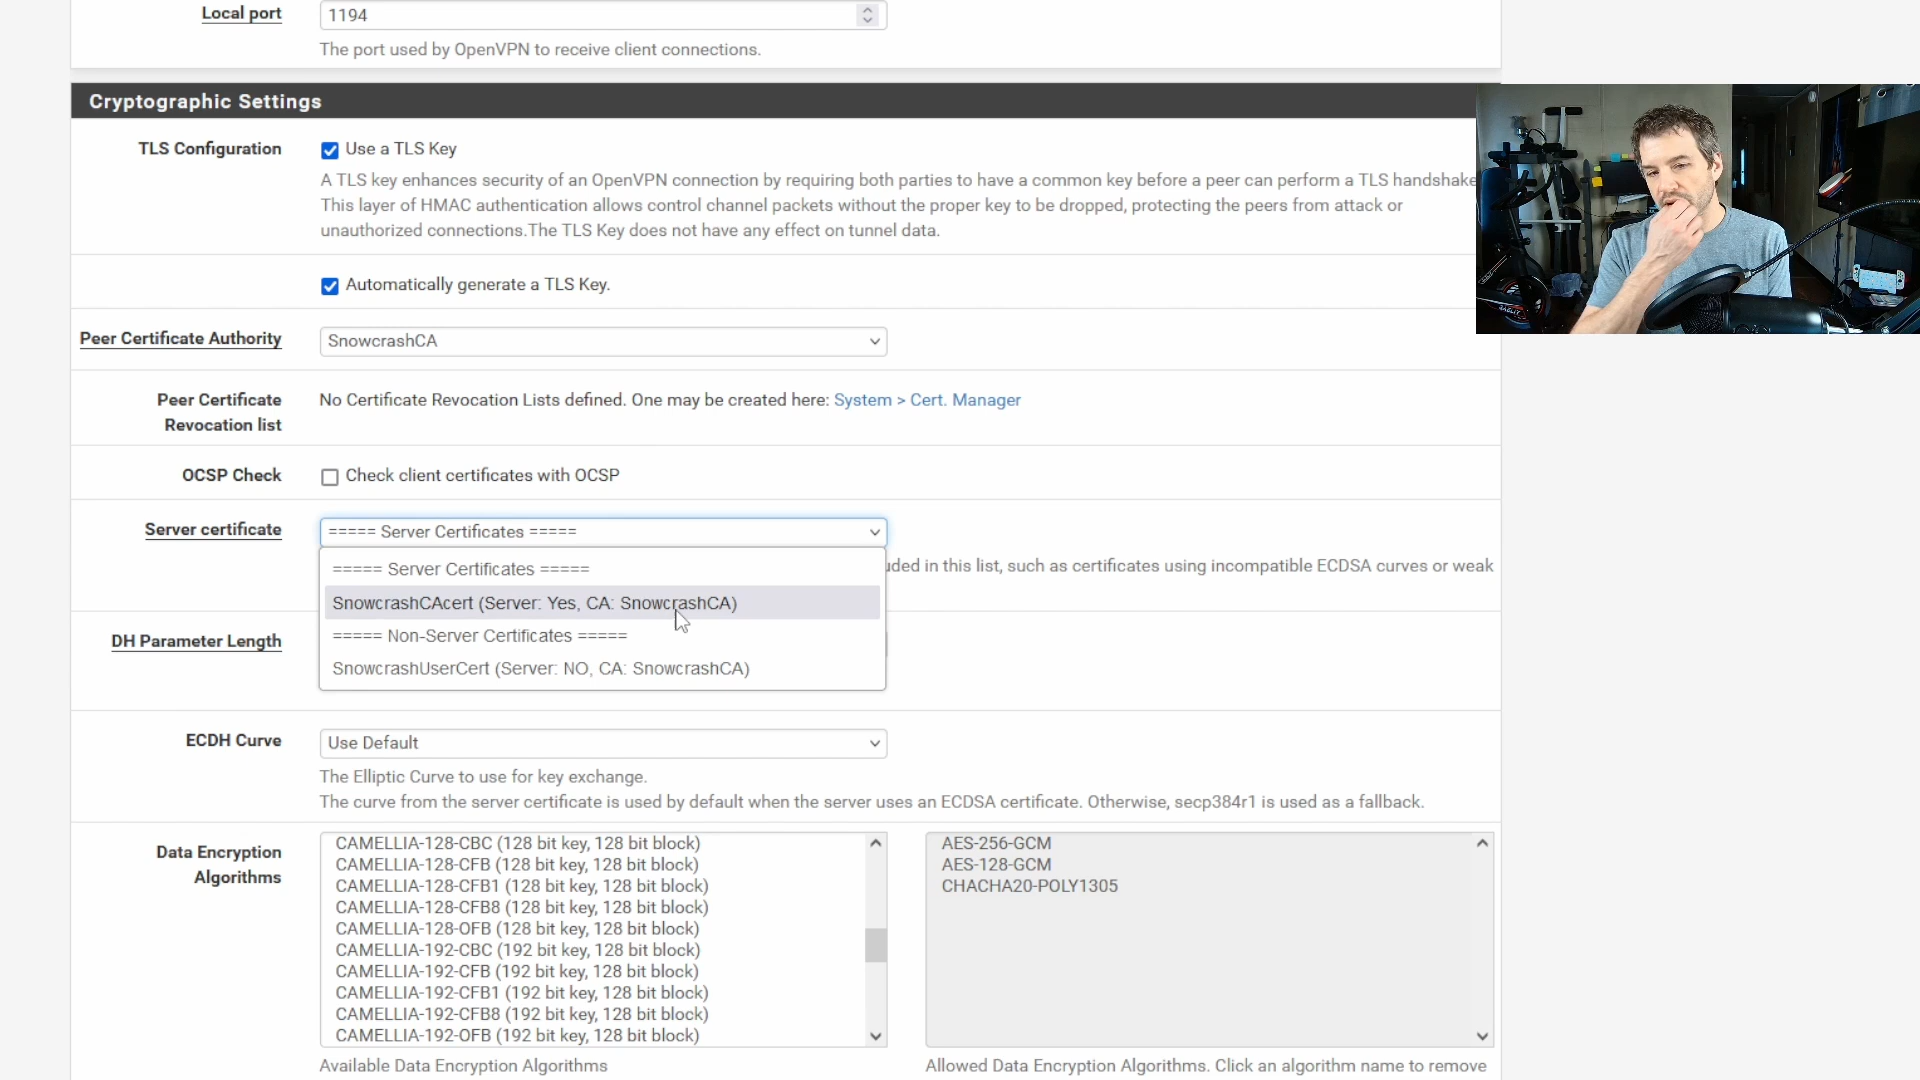 Local port
1194
The port used by OpenVPN to receive client connections.
Cryptographic Settings
TLS Configuration
Use a TLS Key
A TLS key enhances security of an OpenVPN connection by requiring both parties to have a common key before a peer can perform a TLS handshake
This layer of HMAC authentication allows control channel packets without the proper key to be dropped, protecting the peers from attack or
unauthorized connections.The TLS Key does not have any effect on tunnel data.
Automatically generate a TLS Key.
Peer Certificate Authority
SnowcrashCA
Peer Certificate
Revocation list
No Certificate Revocation Lists defined. One may be created here: System > Cert. Manager
OCSP Check
Check client certificates with OCSP
Server certificate
===== Server Certificates =====
===== Server Certificates =====
uded in this list, such as certificates using incompatible ECDSA curves or weak
SnowcrashCAcert (Server: Yes, CA: SnowcrashCA)
===== Non-Server Certificates =====
SnowcrashUserCert (Server: NO, CA: SnowcrashCA)
DH Parameter Length
ECDH Curve
Use Default
The Elliptic Curve to use for key exchange.
The curve from the server certificate is used by default when the server uses an ECDSA certificate. Otherwise, secp384r1 is used as a fallback.
Data Encryption
Algorithms
CAMELLIA-128-CBC (128 bit key, 128 bit block)
CAMELLIA-128-CFB (128 bit key, 128 bit block)
CAMELLIA-128-CFB1 (128 bit key, 128 bit block)
CAMELLIA-128-CFB8 (128 bit key, 128 bit block)
CAMELLIA-128-OFB (128 bit key, 128 bit block)
CAMELLIA-192-CBC (192 bit key, 128 bit block)
CAMELLIA-192-CFB (192 bit key, 128 bit block)
CAMELLIA-192-CFB1 (192 bit key, 128 bit block)
CAMELLIA-192-CFB8 (192 bit key, 128 bit block)
CAMELLIA-192-OFB (192 bit key, 128 bit block)
Available Data Encryption Algorithms
AES-256-GCM
AES-128-GCM
CHACHA20-POLY1305
Allowed Data Encryption Algorithms. Click an algorithm name to remove